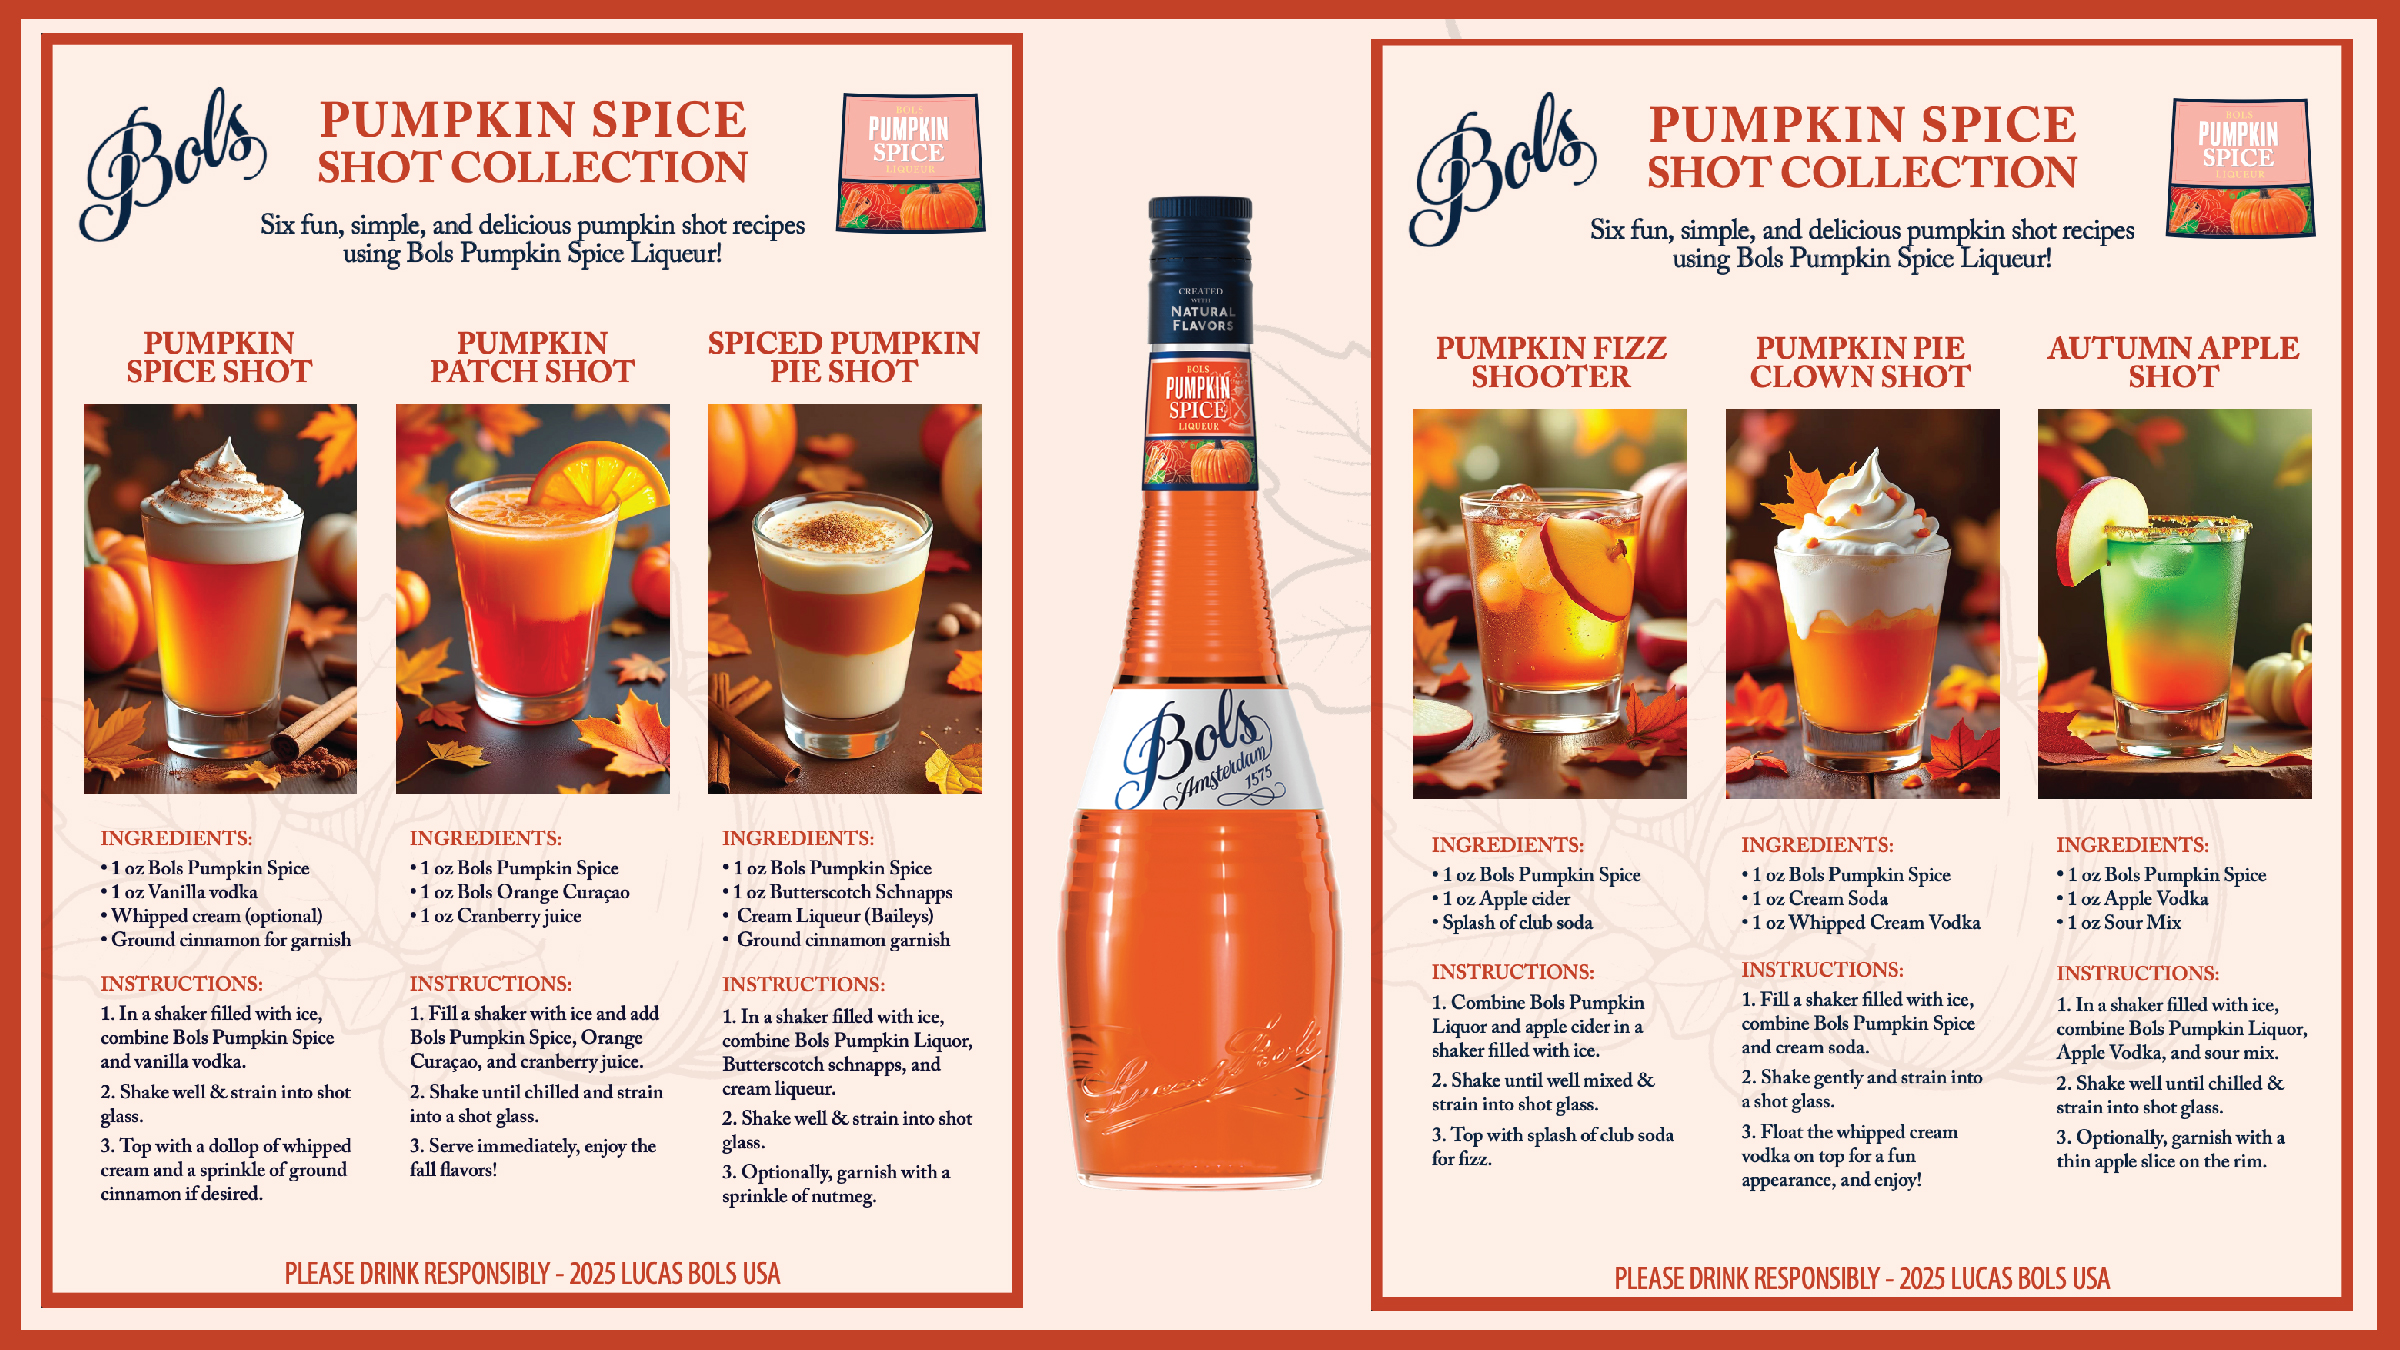 Bols
PUMPKIN SPICE
SHOT COLLECTION
Six fun, simple, and delicious pumpkin shot recipes
using Bols Pumpkin Spice Liqueur!
BOLS
PUMPKIN
SPICE
LIQUEUR
PUMPKIN
SPICE SHOT
INGREDIENTS:
• 1 oz Bols Pumpkin Spice
• 1 oz Vanilla vodka
• Whipped cream (optional)
• Ground cinnamon for garnish
INSTRUCTIONS:
1. In a shaker filled with ice,
combine Bols Pumpkin Spice
and vanilla vodka.
2. Shake well & strain into shot
glass.
3. Top with a dollop of whipped
cream and a sprinkle of ground
cinnamon if desired.
PUMPKIN
PATCH SHOT
INGREDIENTS:
• 1 oz Bols Pumpkin Spice
• 1 oz Bols Orange Curaçao
• 1 oz Cranberry juice
INSTRUCTIONS:
1. Fill a shaker with ice and add
Bols Pumpkin Spice, Orange
Curaçao, and cranberry juice.
2. Shake until chilled and strain
into a shot glass.
3. Serve immediately, enjoy the
fall flavors!
SPICED PUMPKIN
PIE SHOT
INGREDIENTS:
• 1 oz Bols Pumpkin Spice
• 1 oz Butterscotch Schnapps
• Cream Liqueur (Baileys)
• Ground cinnamon garnish
INSTRUCTIONS:
1. In a shaker filled with ice,
combine Bols Pumpkin Liquor,
Butterscotch schnapps, and
cream liqueur.
2. Shake well & strain into shot
glass.
3. Optionally, garnish with a
sprinkle of nutmeg.
PLEASE DRINK RESPONSIBLY - 2025 LUCAS BOLS USA
CREATED
WITH
NATURAL
FLAVORS
BOLS
PUMPKIN
SPICE
LIQUEUR
Bols
Amsterdam
1575
Lucas Bols
Bols
PUMPKIN SPICE
SHOT COLLECTION
Six fun, simple, and delicious pumpkin shot recipes
using Bols Pumpkin Spice Liqueur!
BOLS
PUMPKIN
SPICE
LIQUEUR
PUMPKIN FIZZ
SHOOTER
INGREDIENTS:
• 1 oz Bols Pumpkin Spice
• 1 oz Apple cider
• Splash of club soda
INSTRUCTIONS:
1. Combine Bols Pumpkin
Liquor and apple cider in a
shaker filled with ice.
2. Shake until well mixed &
strain into shot glass.
3. Top with splash of club soda
for fizz.
PUMPKIN PIE
CLOWN SHOT
INGREDIENTS:
• 1 oz Bols Pumpkin Spice
• 1 oz Cream Soda
• 1 oz Whipped Cream Vodka
INSTRUCTIONS:
1. Fill a shaker filled with ice,
combine Bols Pumpkin Spice
and cream soda.
2. Shake gently and strain into
a shot glass.
3. Float the whipped cream
vodka on top for a fun
appearance, and enjoy!
AUTUMN APPLE
SHOT
INGREDIENTS:
• 1 oz Bols Pumpkin Spice
• 1 oz Apple Vodka
• 1 oz Sour Mix
INSTRUCTIONS:
1. In a shaker filled with ice,
combine Bols Pumpkin Liquor,
Apple Vodka, and sour mix.
2. Shake well until chilled &
strain into shot glass.
3. Optionally, garnish with a
thin apple slice on the rim.
PLEASE DRINK RESPONSIBLY - 2025 LUCAS BOLS USA